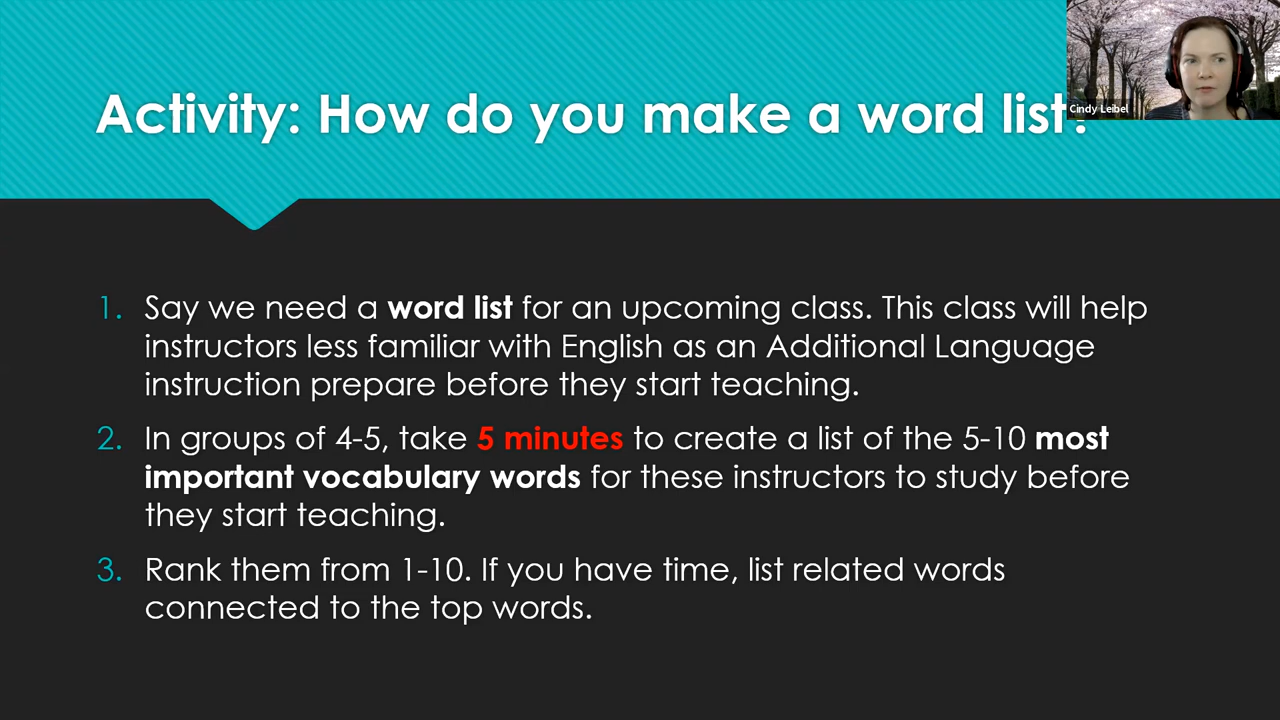 Activity: How do you make a word list?
Cindy Leibel
1. Say we need a word list for an upcoming class. This class will help
instructors less familiar with English as an Additional Language
instruction prepare before they start teaching.
2. In groups of 4-5, take 5 minutes to create a list of the 5-10 most
important vocabulary words for these instructors to study before
they start teaching.
3. Rank them from 1-10. If you have time, list related words
connected to the top words.